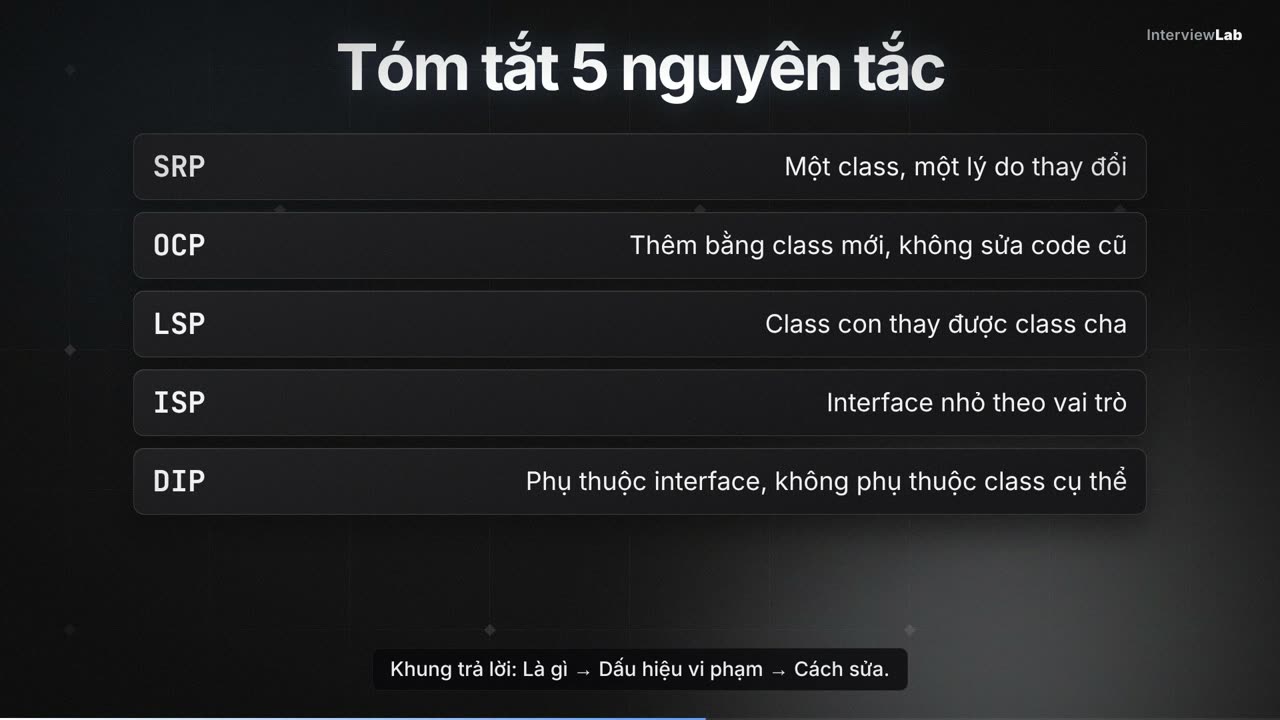 InterviewLab
Tóm tắt 5 nguyên tắc
SRP
Một class, một lý do thay đổi
OCP
Thêm bằng class mới, không sửa code cũ
LSP
Class con thay được class cha
ISP
Interface nhỏ theo vai trò
DIP
Phụ thuộc interface, không phụ thuộc class cụ thể
Khung trả lời: Là gì → Dấu hiệu vi phạm → Cách sửa.